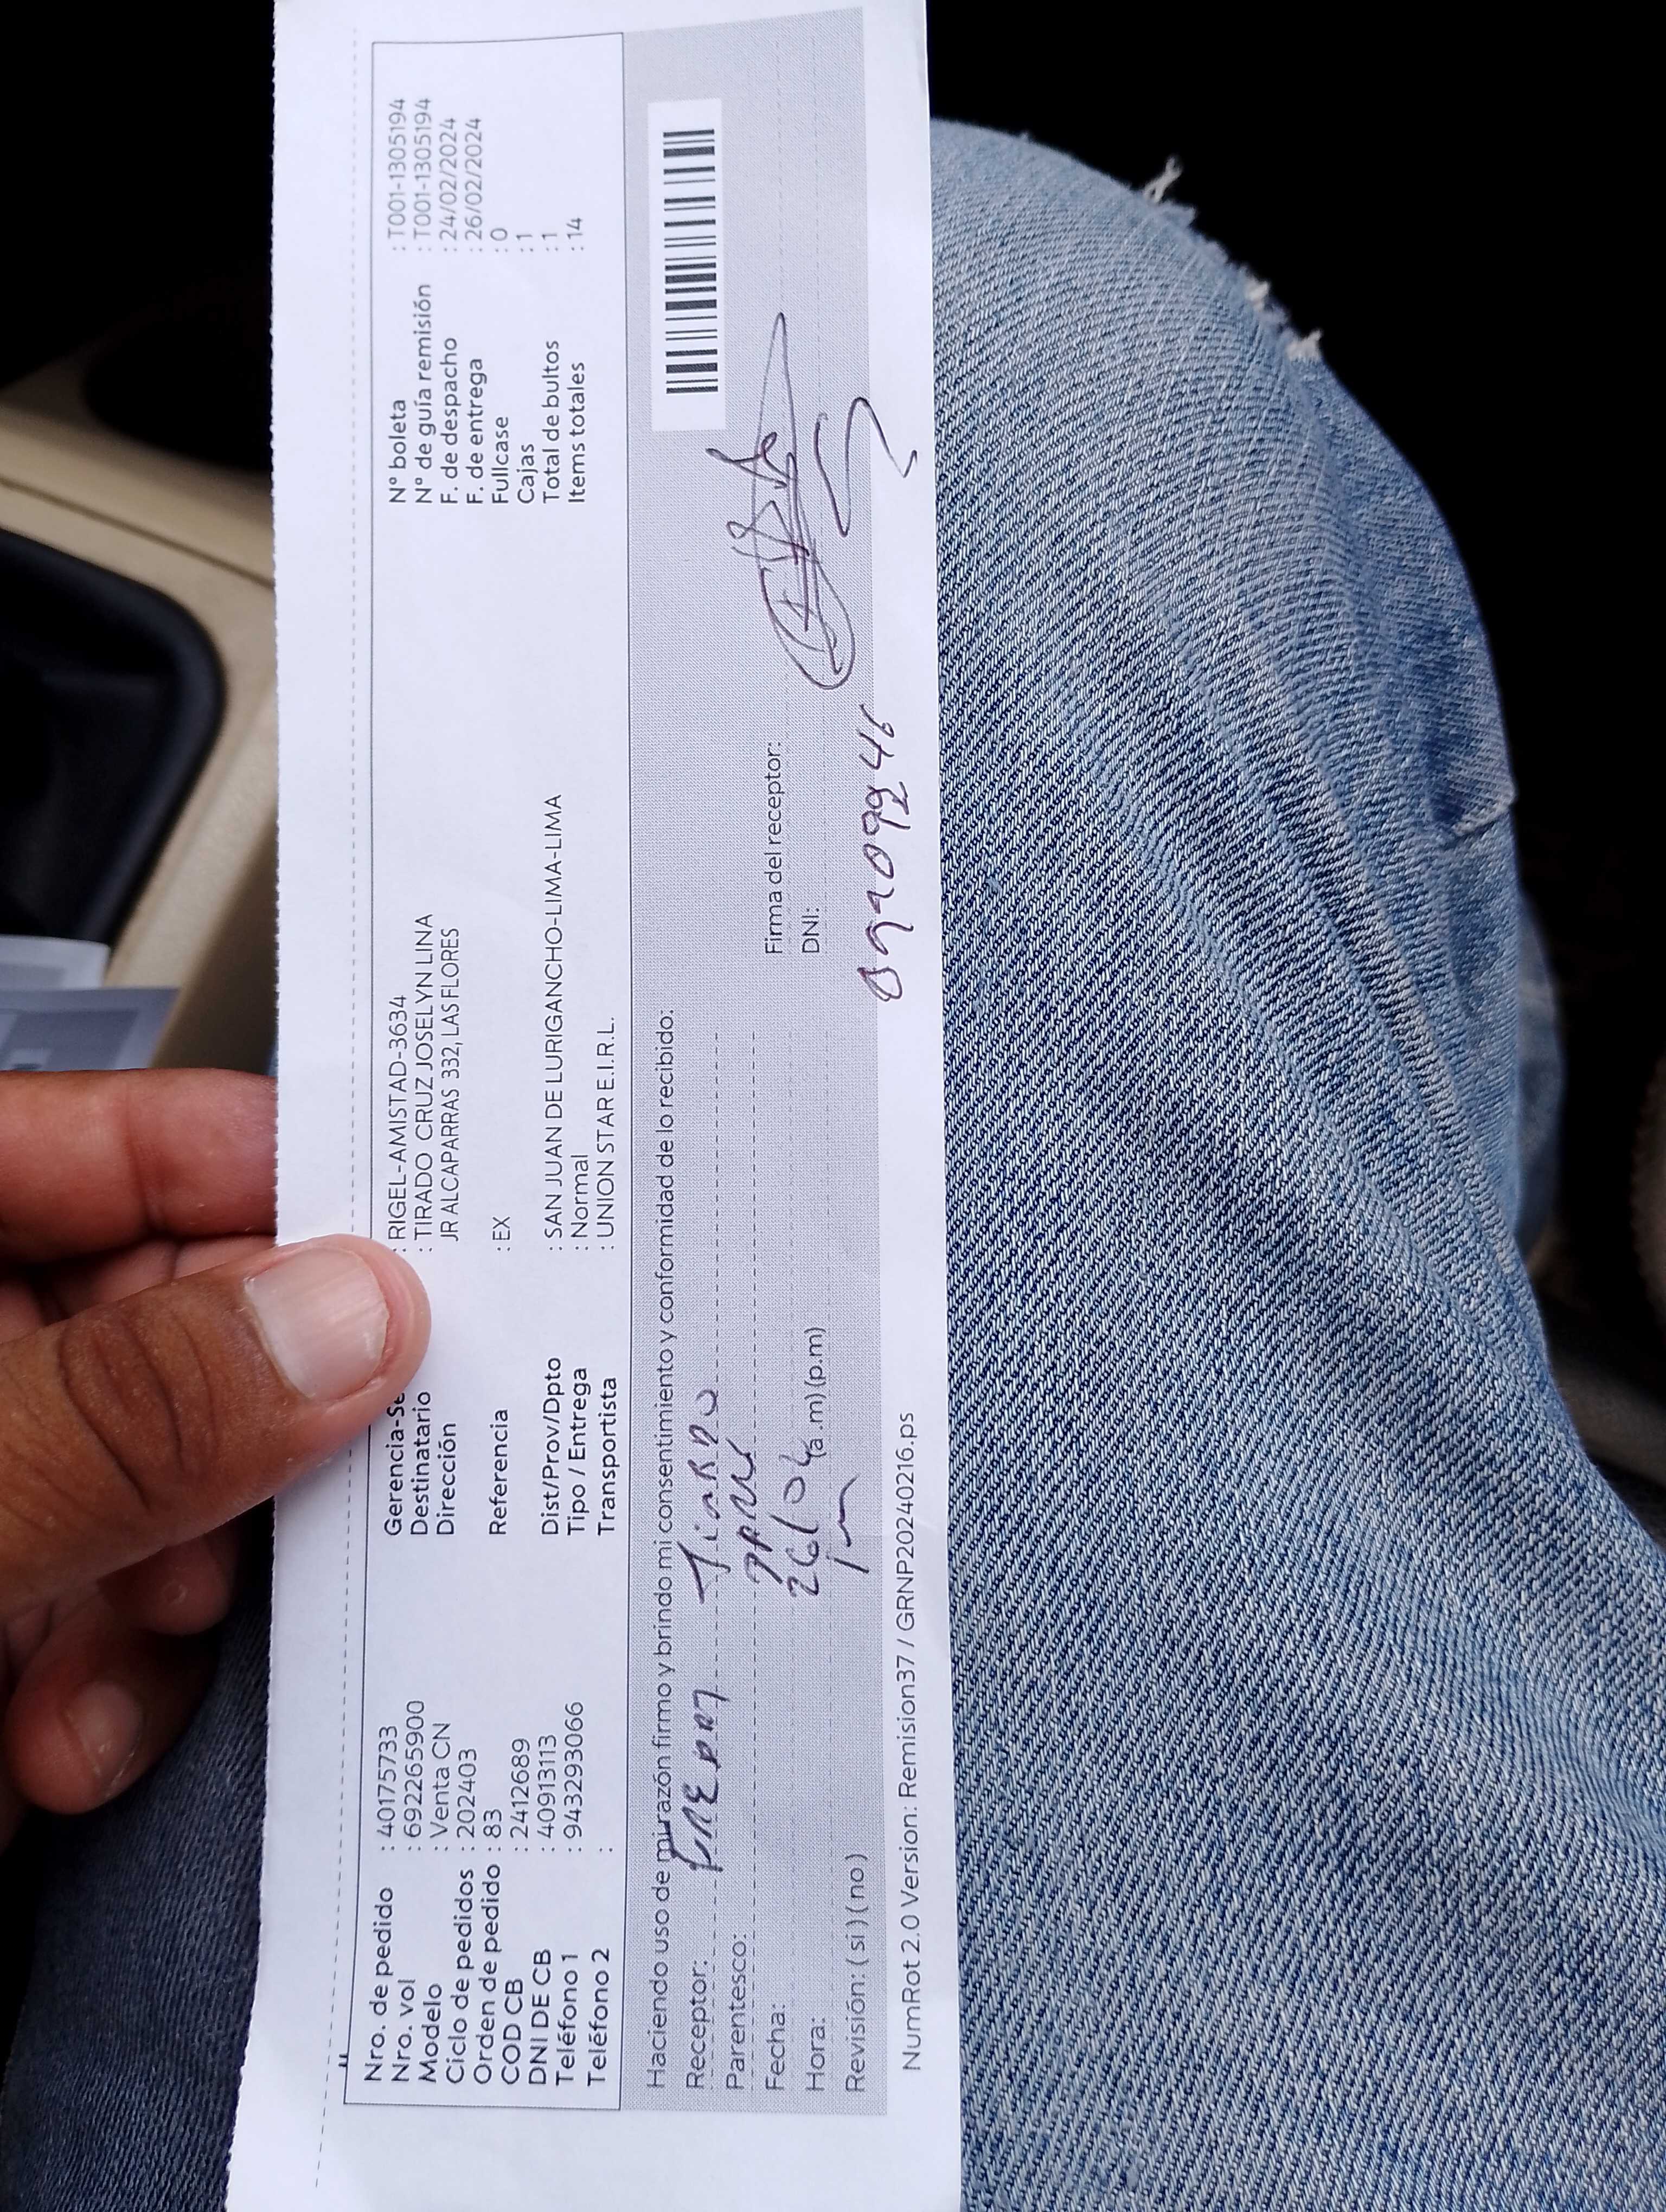 Nro. de pedido : 40175733
Nro. vol : 6922265900
Modelo : Venta CN
Ciclo de pedidos : 202403
Orden de pedido : 83
COD CB : 2412689
DNI DE CB : 40913113
Teléfono 1 : 943293066
Teléfono 2 :
Gerencia-Se : RIGEL-AMISTAD-3634
Destinatario : TIRADO CRUZ JOSELYN LINA
Dirección JR ALCAPARRAS 332, LAS FLORES
Referencia : EX
Dist/Prov/Dpto : SAN JUAN DE LURIGANCHO-LIMA-LIMA
Tipo / Entrega : Normal
Transportista : UNION STAR E.I.R.L.
N° boleta : T001-1305194
N° de guía remisión : T001-1305194
F. de despacho : 24/02/2024
F. de entrega : 26/02/2024
Fullcase : 0
Cajas : 1
Total de bultos : 1
Items totales : 14
Haciendo uso de mi razón firmo y brindo mi consentimiento y conformidad de lo recibido:
Receptor:
Parentesco:
Fecha:
Hora: (a.m) (p.m)
Revisión: ( si ) ( no )
Firma del receptor:
DNI:
NumRot 2.0 Version: Remision37 / GRNP20240216.ps